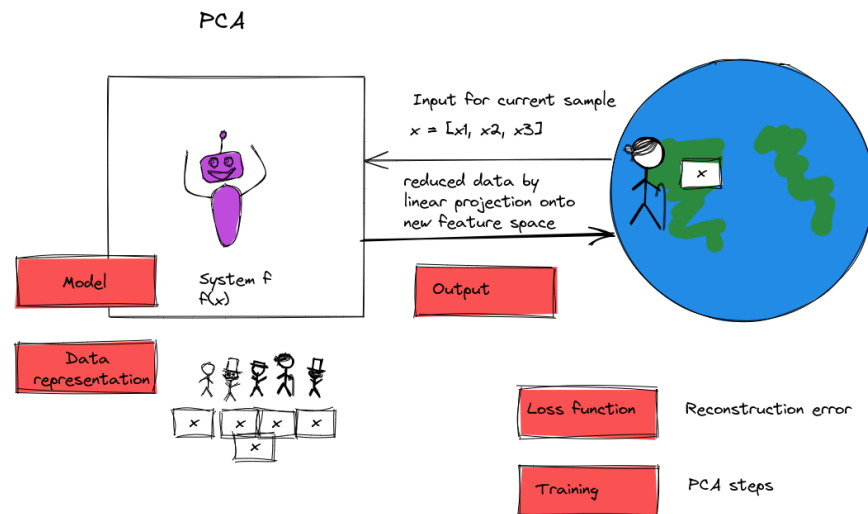 PCA
Input for current sample
x = [x1, x2, x3]
x
reduced data by
linear projection onto
new feature space
System f
f(x)
Model
Output
Data
representation
x
x
x
x
x
Loss function
Reconstruction error
Training
PCA steps